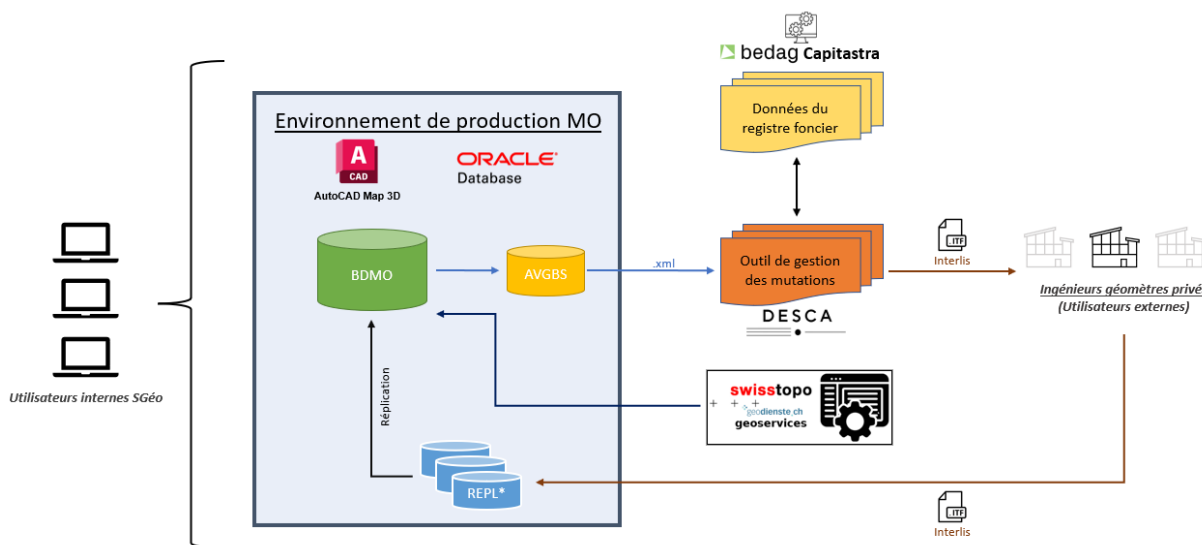 bedag Capitastra
Données du
registre foncier
Environnement de production MO
A
CAD
AutoCAD Map 3D
ORACLE®
Database
BDMO
AVGBS
.xml
Outil de gestion
des mutations
DESCA
.ITF
Interlis
Ingénieurs géomètres privé
(Utilisateurs externes)
Utilisateurs internes SGéo
Réplication
swisstopo
geodienste.ch
geoservices
REPL*
.ITF
Interlis